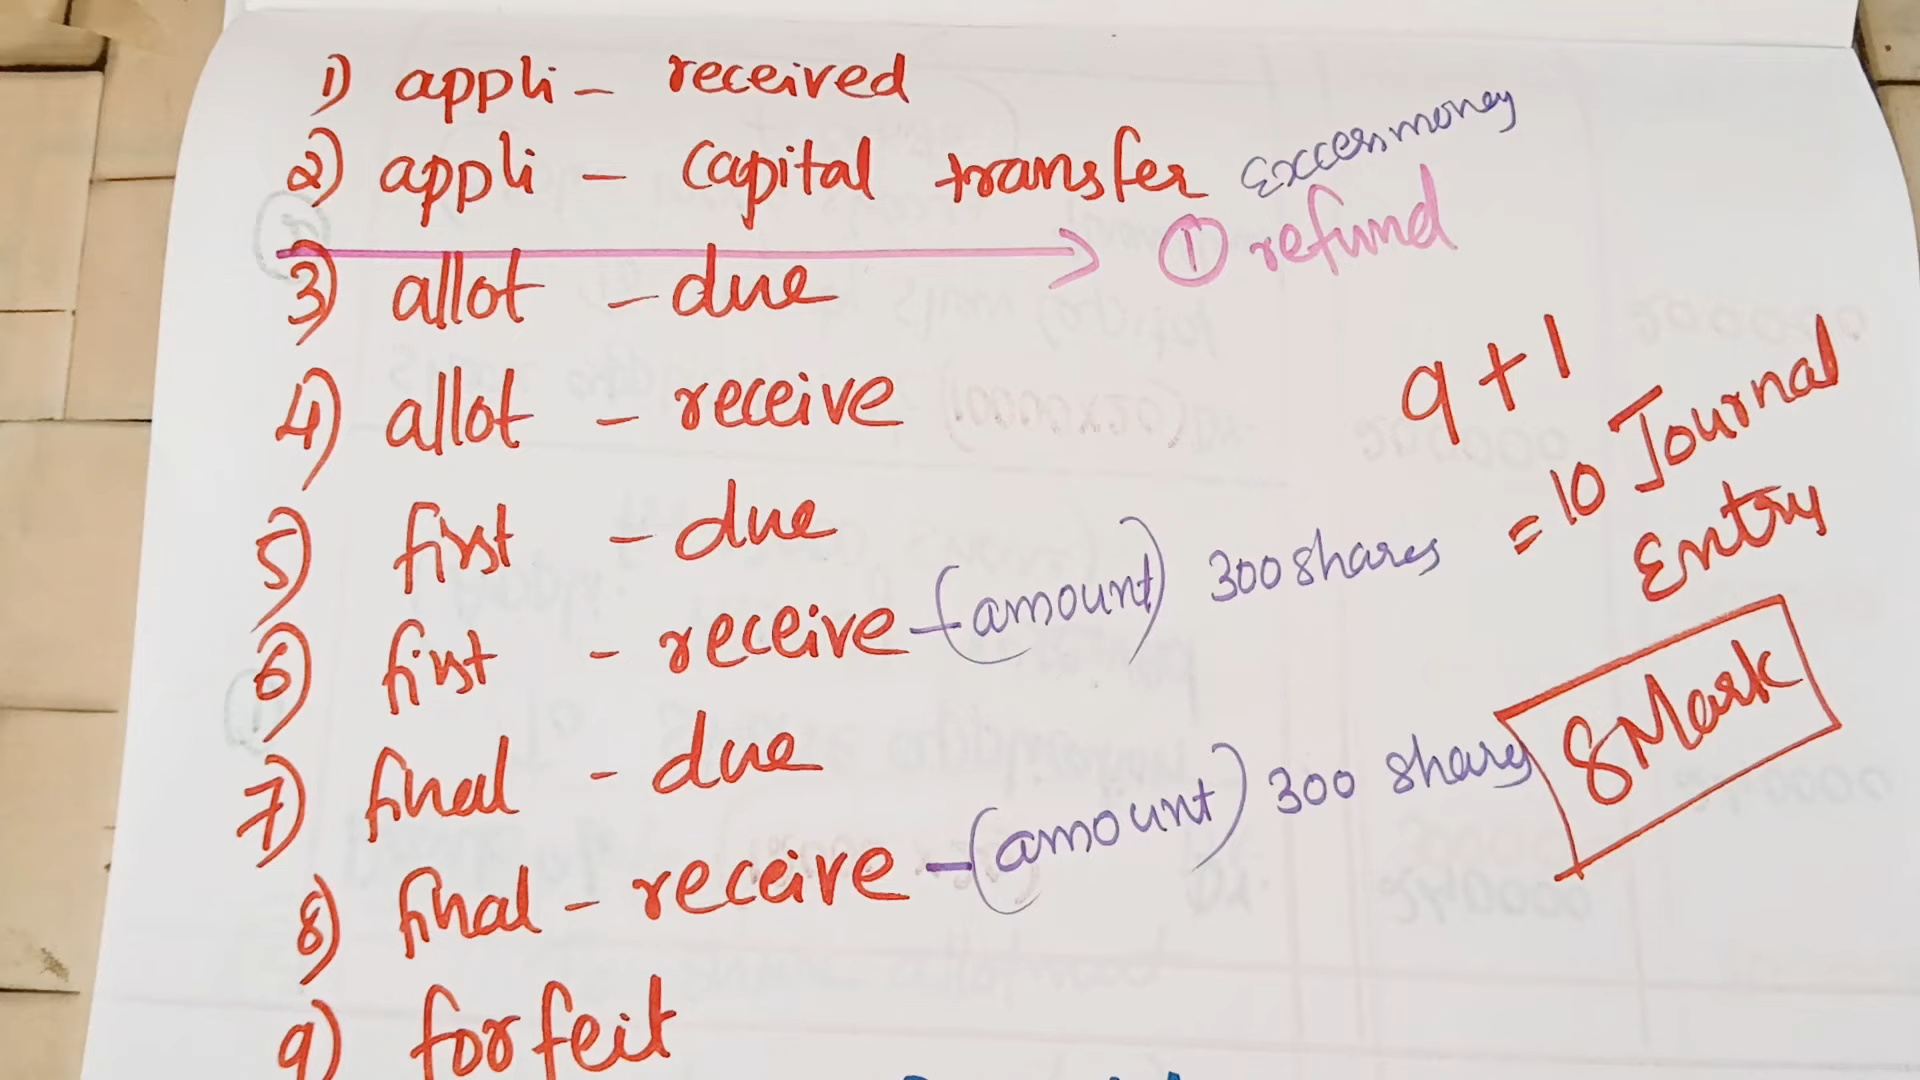 1) appli - received
2) appli - Capital transfer Excess money
① refund
3) allot - due
4) allot - receive
9 + 1
= 10 Journal
Entry
5) first - due
6) first - receive - (amount) 300 shares
7) final - due
8) final - receive - (amount) 300 shares
8 Mark
9) forfeit